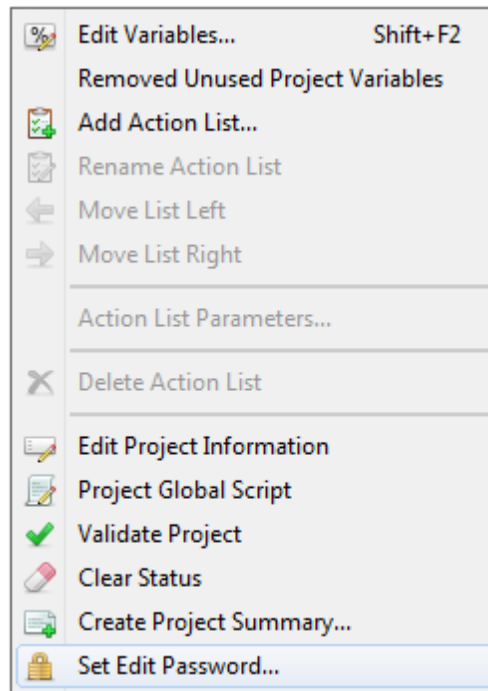 Edit Variables... Shift+F2
Removed Unused Project Variables
Add Action List...
Rename Action List
Move List Left
Move List Right
Action List Parameters...
Delete Action List
Edit Project Information
Project Global Script
Validate Project
Clear Status
Create Project Summary...
Set Edit Password...